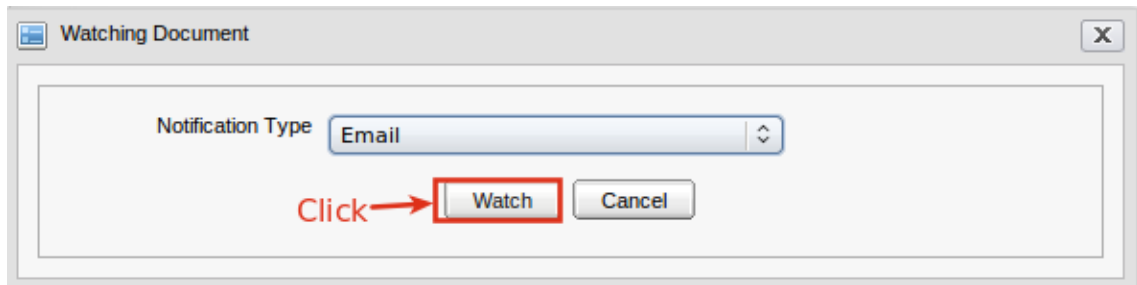 Watching Document
X
Notification Type Email
Click Watch Cancel